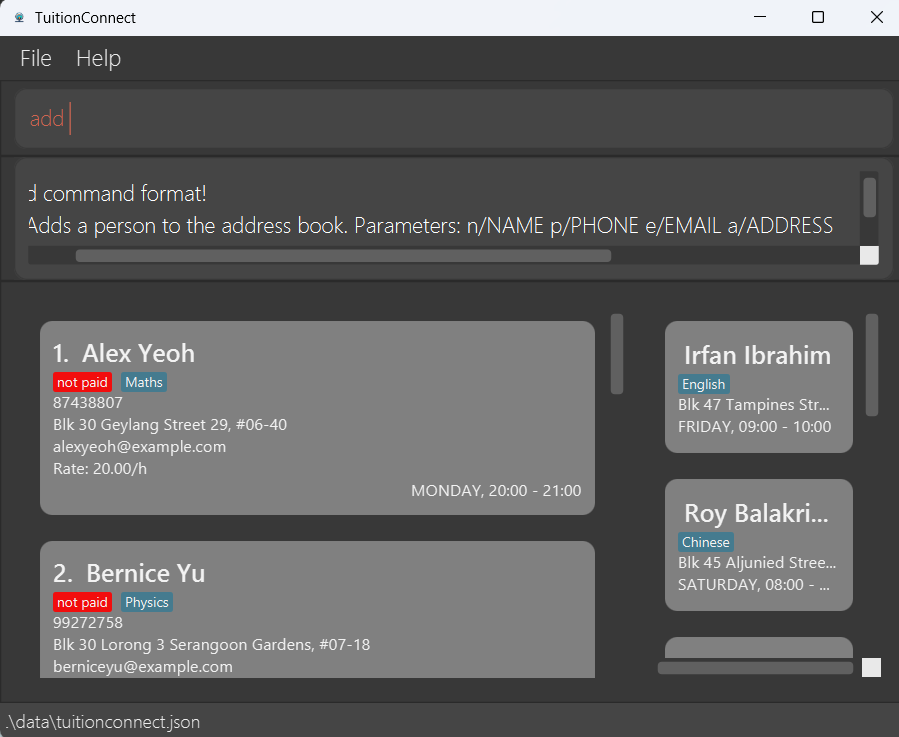 TuitionConnect
File Help
add
d command format!
Adds a person to the address book. Parameters: n/NAME p/PHONE e/EMAIL a/ADDRESS
1. Alex Yeoh
not paid Maths
87438807
Blk 30 Geylang Street 29, #06-40
alexyeoh@example.com
Rate: 20.00/h
MONDAY, 20:00 - 21:00
2. Bernice Yu
not paid Physics
99272758
Blk 30 Lorong 3 Serangoon Gardens, #07-18
berniceyu@example.com
Irfan Ibrahim
English
Blk 47 Tampines Str...
FRIDAY, 09:00 - 10:00
Roy Balakri...
Chinese
Blk 45 Aljunied Stree...
SATURDAY, 08:00 - ...
.\data\tuitionconnect.json